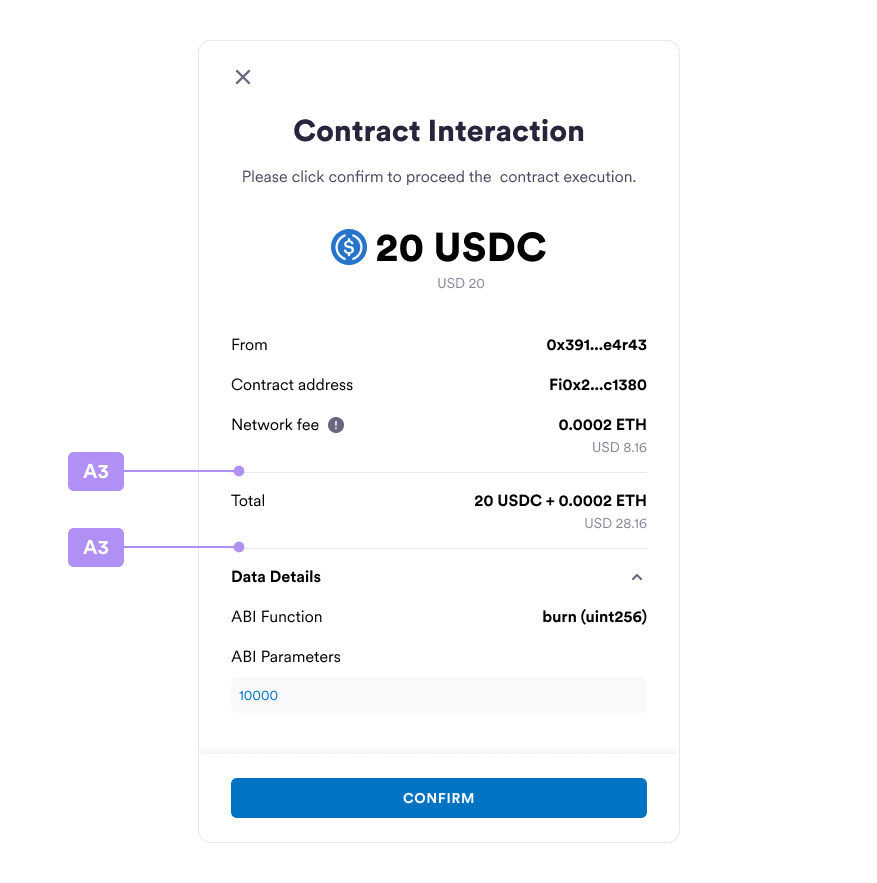 Contract Interaction
Please click confirm to proceed the  contract execution.
20 USDC
USD 20
From 0x391...e4r43
Contract address Fi0x2...c1380
Network fee ! 0.0002 ETH
USD 8.16
A3
Total 20 USDC + 0.0002 ETH
USD 28.16
A3
Data Details
ABI Function burn (uint256)
ABI Parameters
10000
CONFIRM